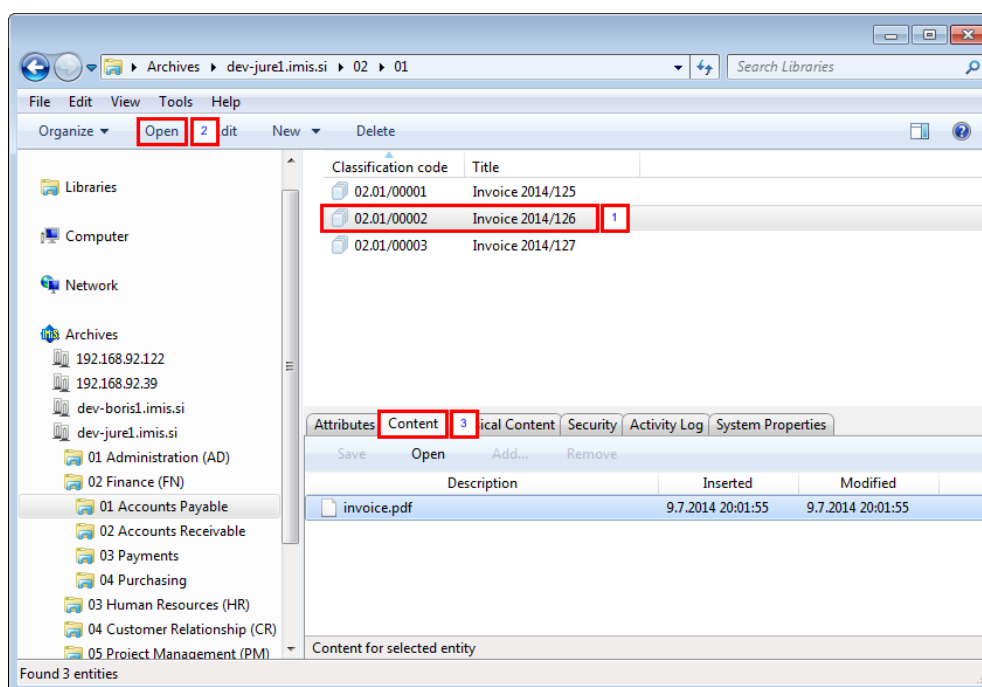 Archives dev-jure1.imis.si 02 01
Search Libraries
File Edit View Tools Help
Organize Open 2 dit New Delete
Libraries
Computer
Network
Archives
192.168.92.122
192.168.92.39
dev-boris1.imis.si
dev-jure1.imis.si
01 Administration (AD)
02 Finance (FN)
01 Accounts Payable
02 Accounts Receivable
03 Payments
04 Purchasing
03 Human Resources (HR)
04 Customer Relationship (CR)
05 Project Management (PM)
Classification code Title
02.01/00001 Invoice 2014/125
02.01/00002 Invoice 2014/126 1
02.01/00003 Invoice 2014/127
Attributes Content 3 sical Content Security Activity Log System Properties
Save Open Add... Remove
Description Inserted Modified
invoice.pdf 9.7.2014 20:01:55 9.7.2014 20:01:55
Content for selected entity
Found 3 entities